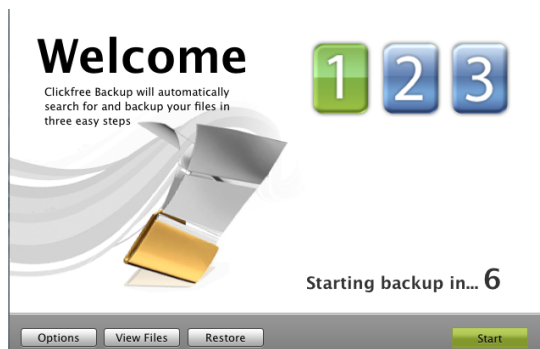 Welcome
Clickfree Backup will automatically
search for and backup your files in
three easy steps
1 2 3
Starting backup in... 6
Options View Files Restore Start